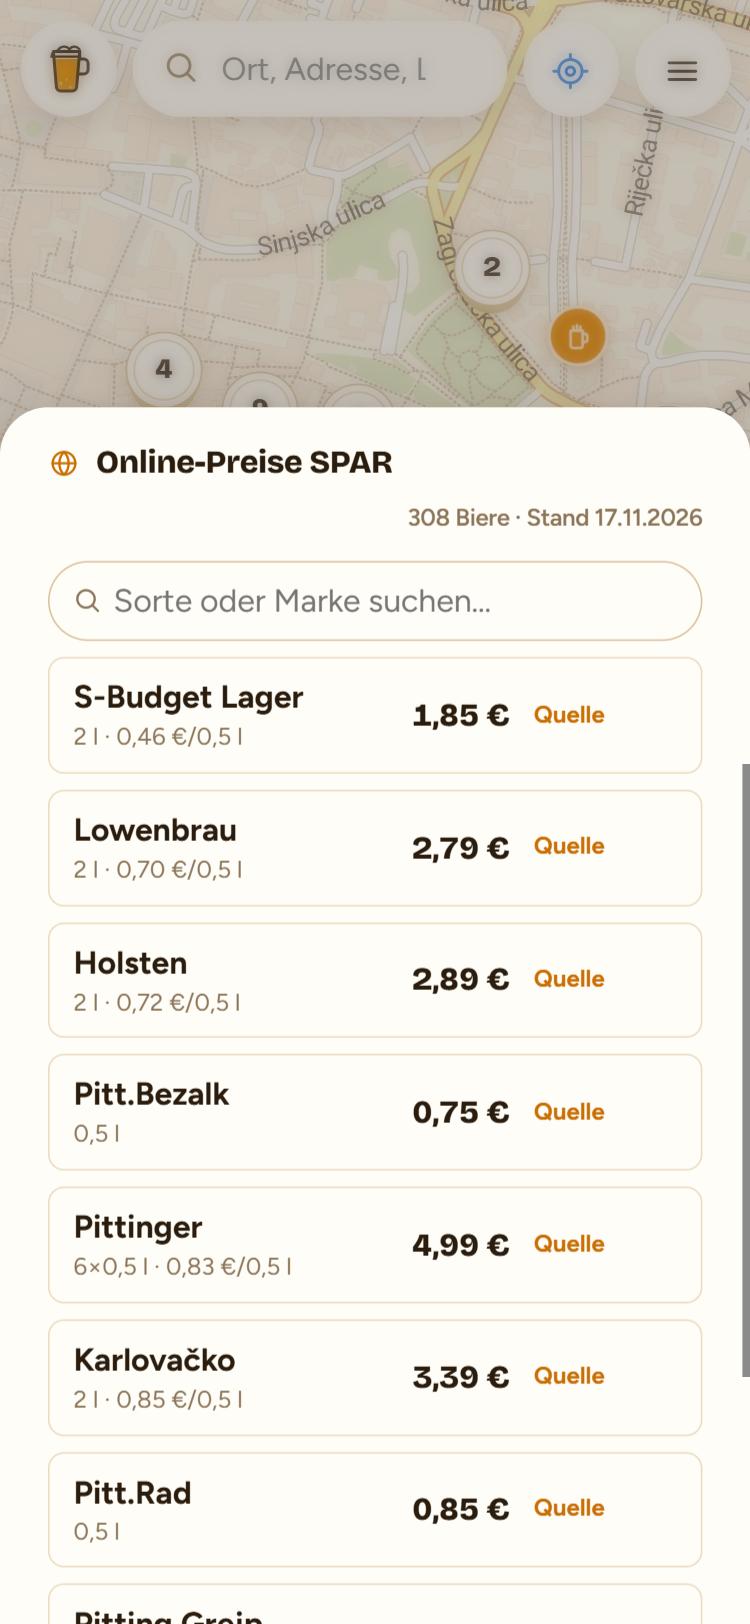 Ort, Adresse, L
Riječka uli
Sinjska ulica
2
4
Online-Preise SPAR
308 Biere · Stand 17.11.2026
Sorte oder Marke suchen...
S-Budget Lager
2 l · 0,46 €/0,5 l
1,85 €
Quelle
Lowenbrau
2 l · 0,70 €/0,5 l
2,79 €
Quelle
Holsten
2 l · 0,72 €/0,5 l
2,89 €
Quelle
Pitt.Bezalk
0,5 l
0,75 €
Quelle
Pittinger
6×0,5 l · 0,83 €/0,5 l
4,99 €
Quelle
Karlovačko
2 l · 0,85 €/0,5 l
3,39 €
Quelle
Pitt.Rad
0,5 l
0,85 €
Quelle